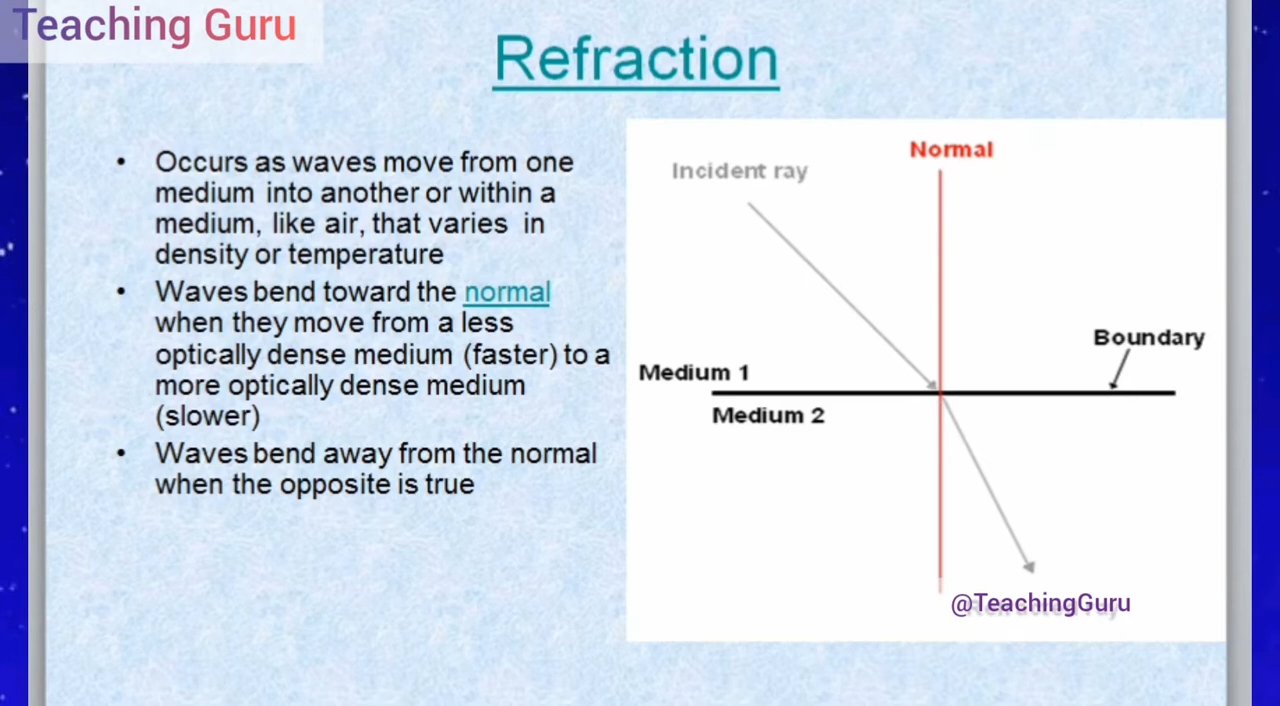 Teaching Guru
Refraction
• Occurs as waves move from one
medium into another or within a
medium, like air, that varies in
density or temperature
• Waves bend toward the normal
when they move from a less
optically dense medium (faster) to a
more optically dense medium
(slower)
• Waves bend away from the normal
when the opposite is true
Normal
Incident ray
Boundary
Medium 1
Medium 2
@TeachingGuru